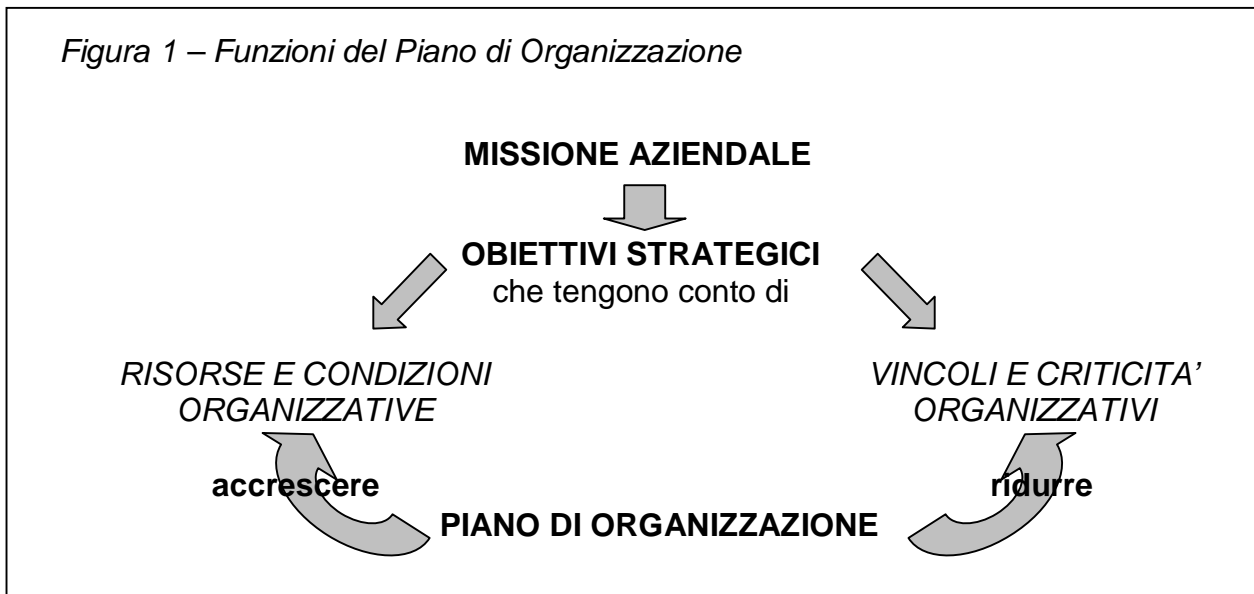 Figura 1 – Funzioni del Piano di Organizzazione
MISSIONE AZIENDALE
OBIETTIVI STRATEGICI
che tengono conto di
RISORSE E CONDIZIONI
ORGANIZZATIVE
VINCOLI E CRITICITA’
ORGANIZZATIVI
accrescere
ridurre
PIANO DI ORGANIZZAZIONE